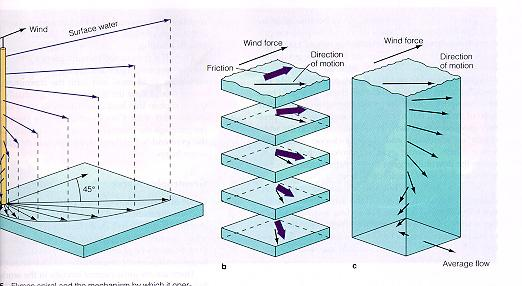 Wind
Surface water
45°
Wind force
Friction
Direction
of motion
b
Wind force
Direction
of motion
c
Average flow
Ekman spiral and the mechanism by which it oper-